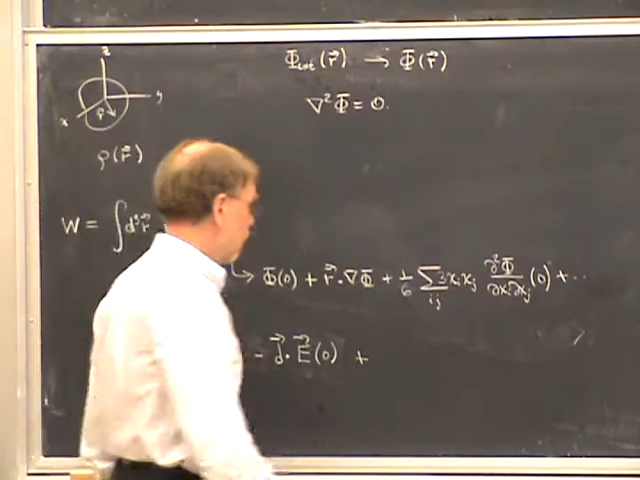 z
Φ_ext(r⃗) → Φ(r⃗)
y
x
r⃗
∇²Φ = 0.
ρ(r⃗)
W = ∫d³r⃗
↳ Φ(0) + r⃗·∇Φ + 1/6 Σ_ij 3x_i x_j ∂²Φ/∂x_i∂x_j (0) + ...
- d⃗·E⃗(0) +